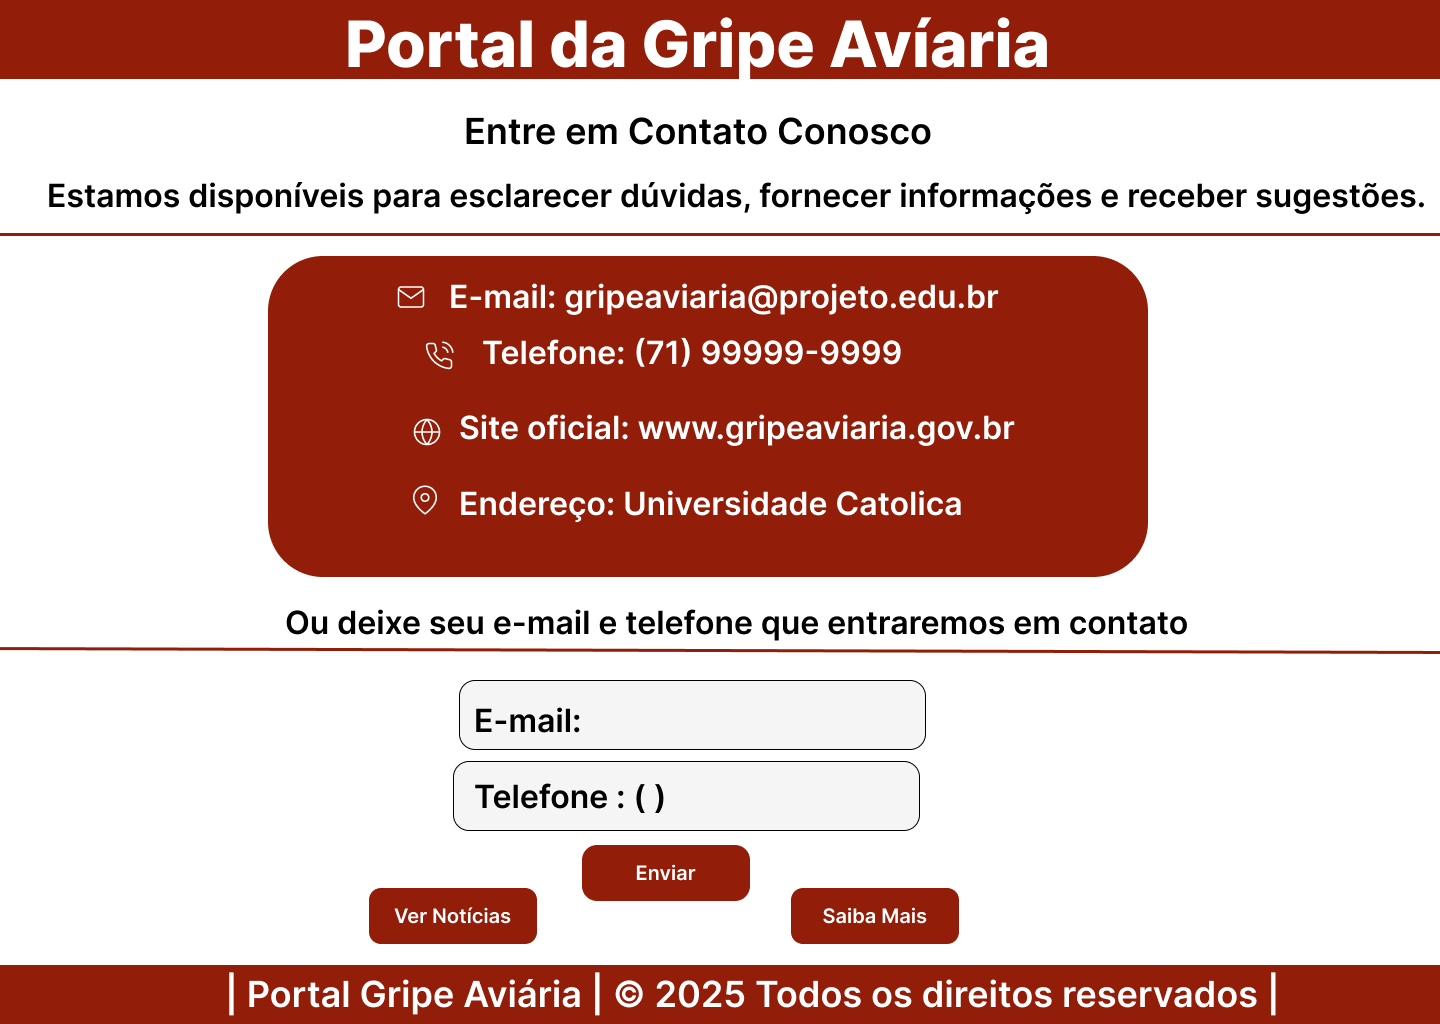 Portal da Gripe Avíaria
Entre em Contato Conosco
Estamos disponíveis para esclarecer dúvidas, fornecer informações e receber sugestões.
E-mail: gripeaviaria@projeto.edu.br
Telefone: (71) 99999-9999
Site oficial: www.gripeaviaria.gov.br
Endereço: Universidade Catolica
Ou deixe seu e-mail e telefone que entraremos em contato
E-mail:
Telefone : ( )
Enviar
Ver Notícias
Saiba Mais
| Portal Gripe Aviária | © 2025 Todos os direitos reservados |